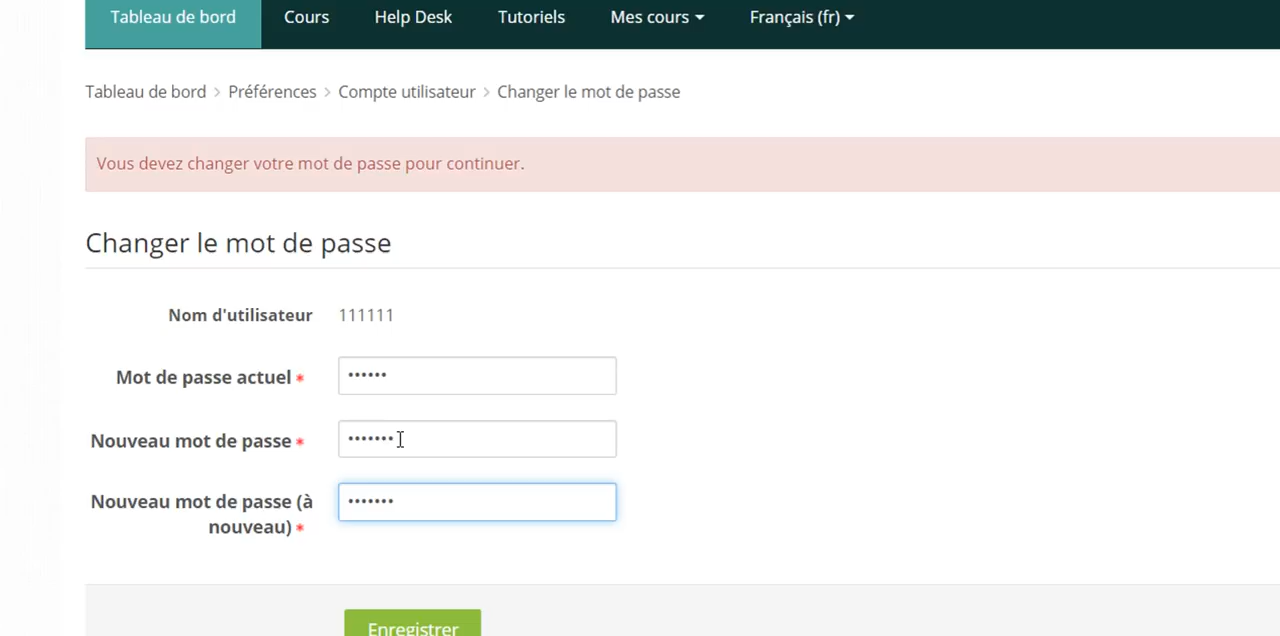 Tableau de bord Cours Help Desk Tutoriels Mes cours Français (fr)
Tableau de bord > Préférences > Compte utilisateur > Changer le mot de passe
Vous devez changer votre mot de passe pour continuer.
Changer le mot de passe
Nom d'utilisateur 111111
Mot de passe actuel * ••••••
Nouveau mot de passe * •••••••
Nouveau mot de passe (à •••••••
nouveau) *
Enregistrer